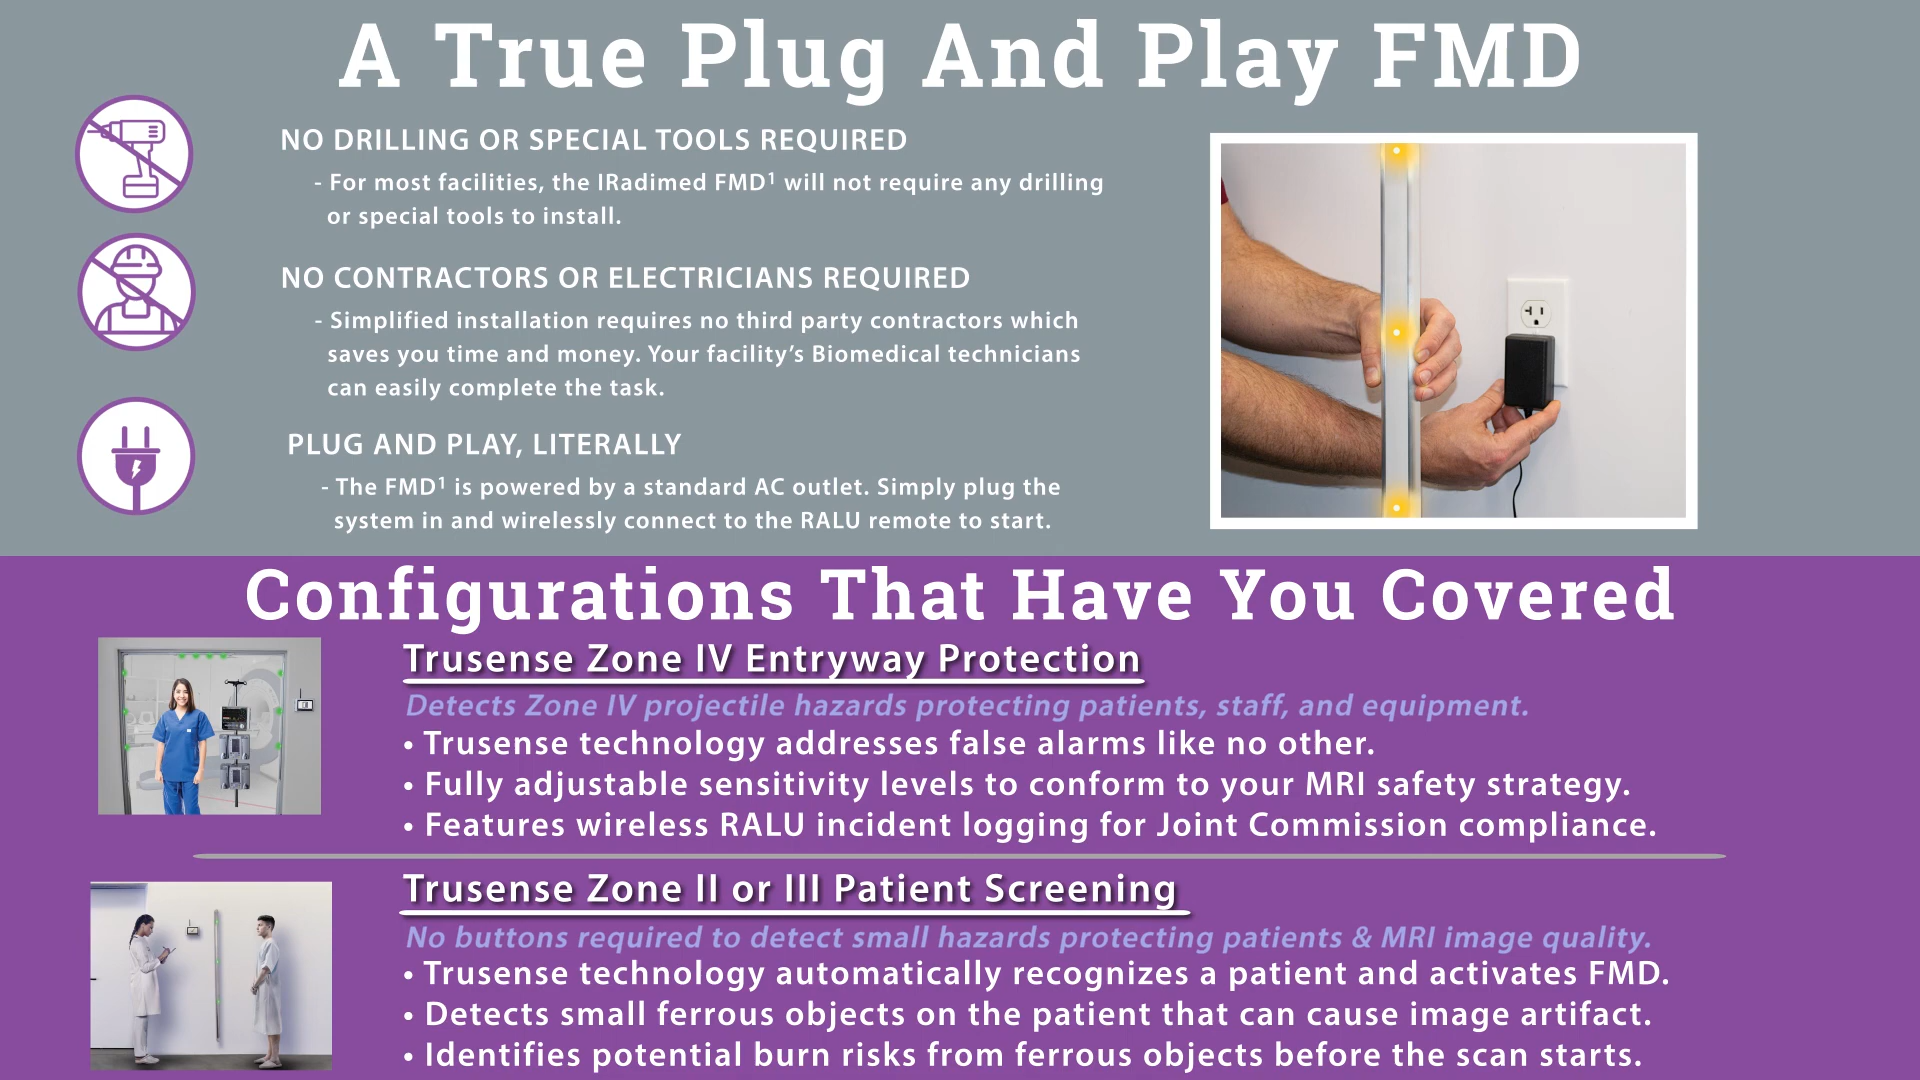 A True Plug And Play FMD
NO DRILLING OR SPECIAL TOOLS REQUIRED
- For most facilities, the IRadimed FMD¹ will not require any drilling
or special tools to install.
NO CONTRACTORS OR ELECTRICIANS REQUIRED
- Simplified installation requires no third party contractors which
saves you time and money. Your facility’s Biomedical technicians
can easily complete the task.
PLUG AND PLAY, LITERALLY
- The FMD¹ is powered by a standard AC outlet. Simply plug the
system in and wirelessly connect to the RALU remote to start.
Configurations That Have You Covered
Trusense Zone IV Entryway Protection
Detects Zone IV projectile hazards protecting patients, staff, and equipment.
• Trusense technology addresses false alarms like no other.
• Fully adjustable sensitivity levels to conform to your MRI safety strategy.
• Features wireless RALU incident logging for Joint Commission compliance.
Trusense Zone II or III Patient Screening
No buttons required to detect small hazards protecting patients & MRI image quality.
• Trusense technology automatically recognizes a patient and activates FMD.
• Detects small ferrous objects on the patient that can cause image artifact.
• Identifies potential burn risks from ferrous objects before the scan starts.